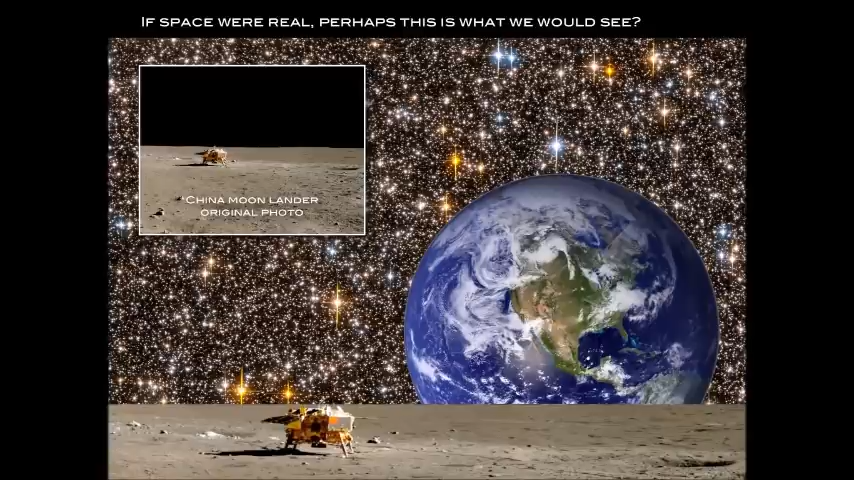 If space were real, perhaps this is what we would see?
*China moon lander
original photo